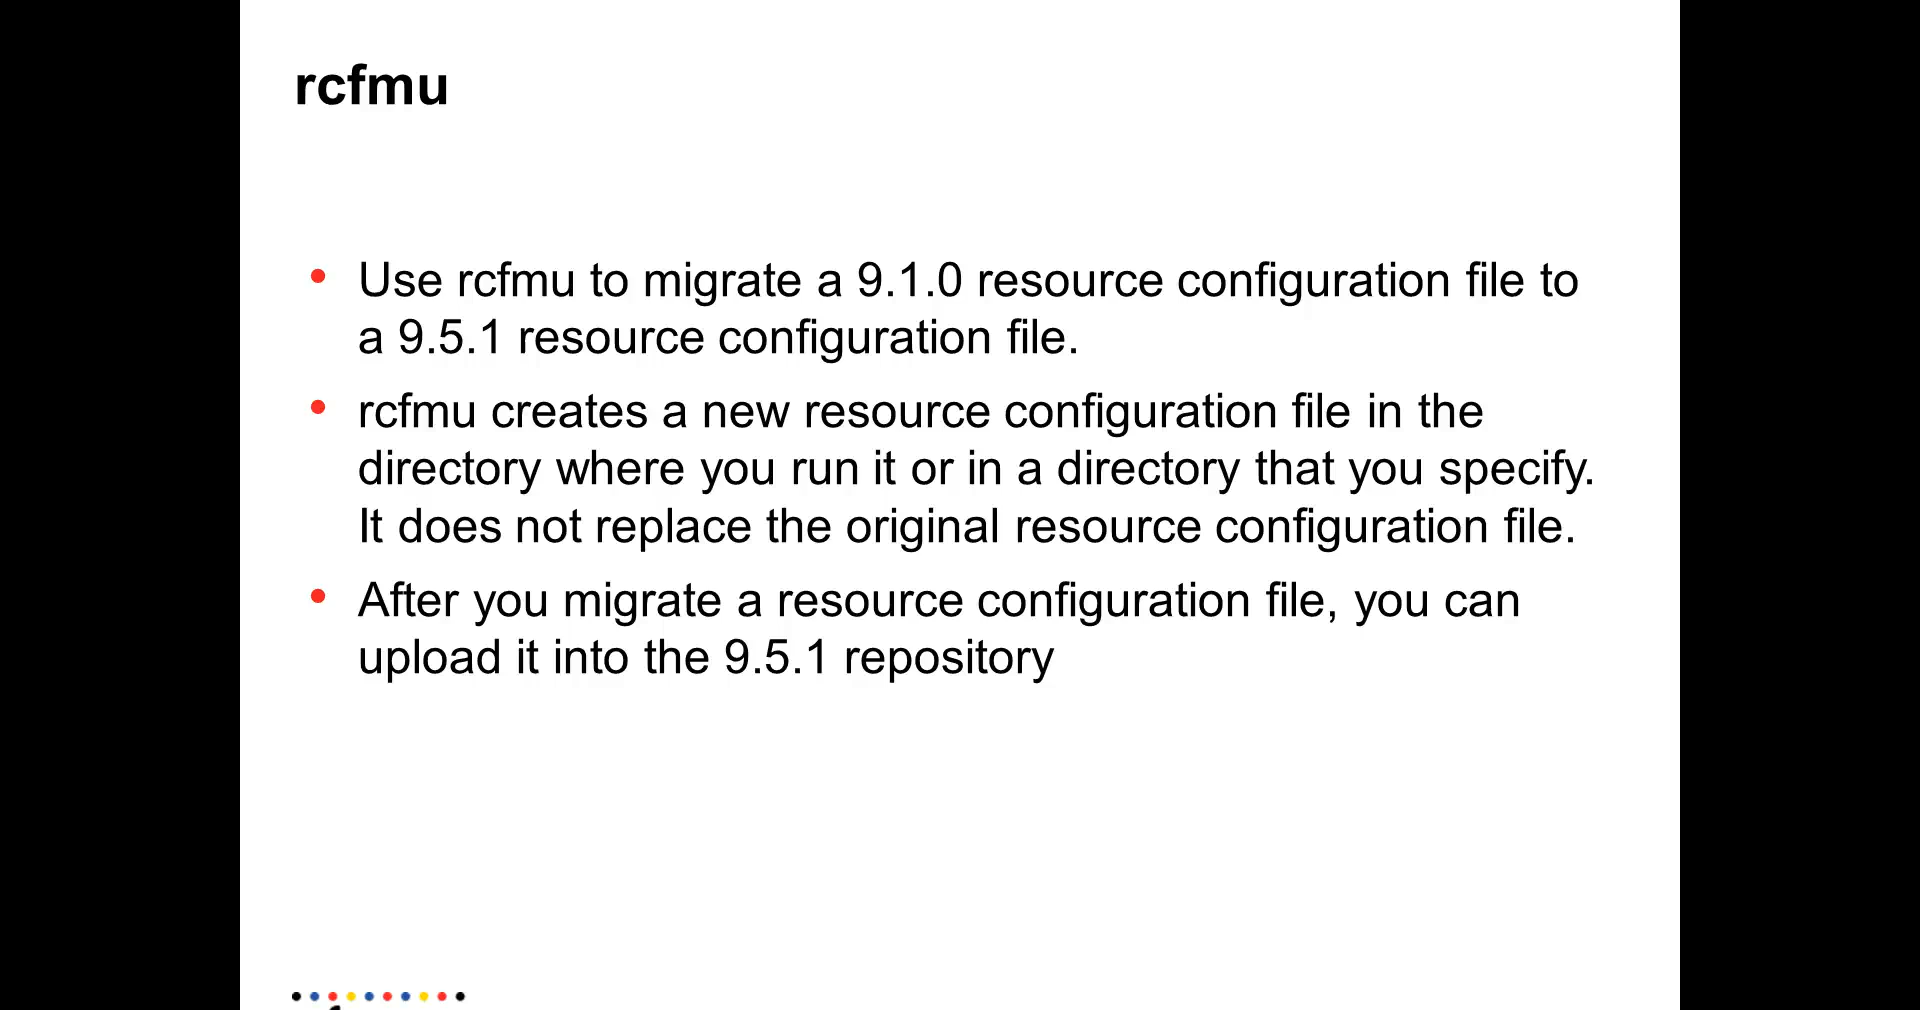 rcfmu
Use rcfmu to migrate a 9.1.0 resource configuration file to
a 9.5.1 resource configuration file.
rcfmu creates a new resource configuration file in the
directory where you run it or in a directory that you specify.
It does not replace the original resource configuration file.
After you migrate a resource configuration file, you can
upload it into the 9.5.1 repository